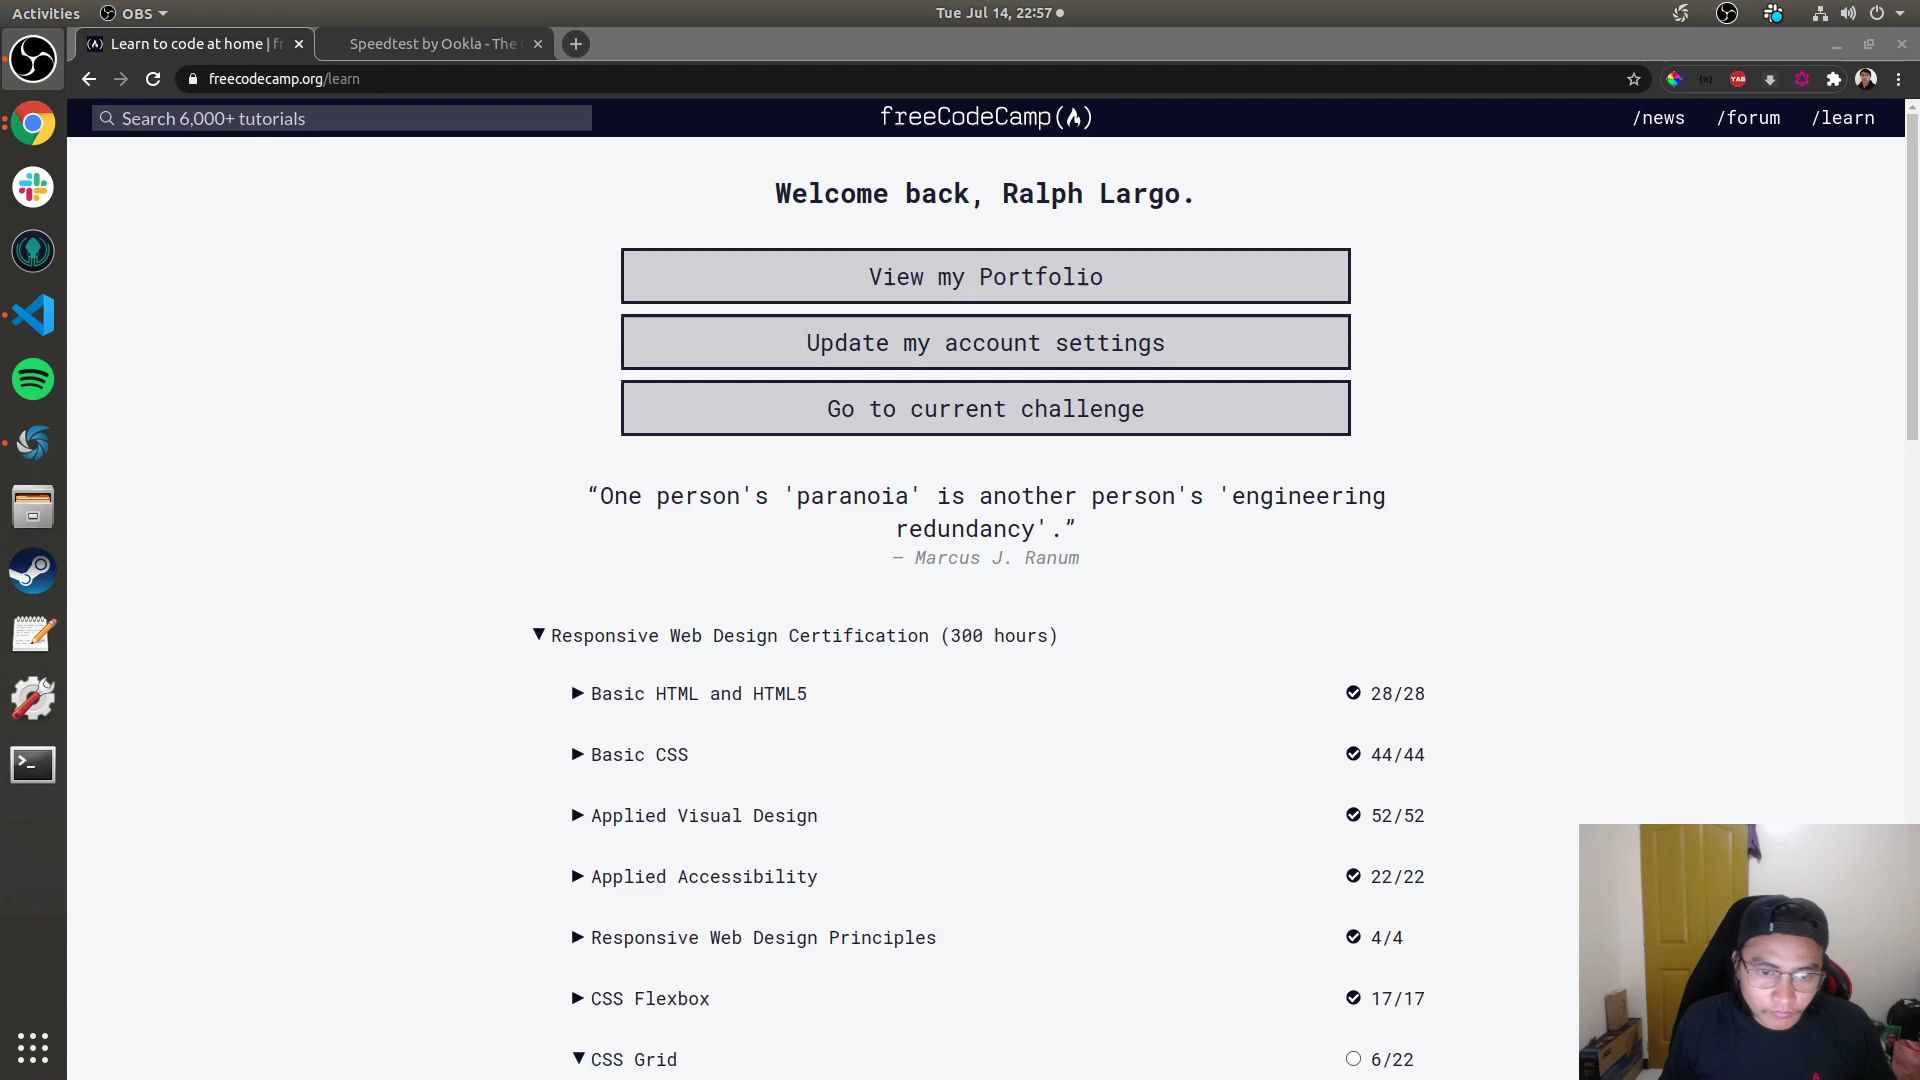 Activities OBS Tue Jul 14, 22:57
Learn to code at home | fr Speedtest by Ookla - The
freecodecamp.org/learn
YAB
Search 6,000+ tutorials freeCodeCamp /news /forum /learn
Welcome back, Ralph Largo.
View my Portfolio
Update my account settings
Go to current challenge
“One person's 'paranoia' is another person's 'engineering
redundancy'.”
— Marcus J. Ranum
Responsive Web Design Certification (300 hours)
Basic HTML and HTML5 28/28
Basic CSS 44/44
Applied Visual Design 52/52
Applied Accessibility 22/22
Responsive Web Design Principles 4/4
CSS Flexbox 17/17
CSS Grid 6/22